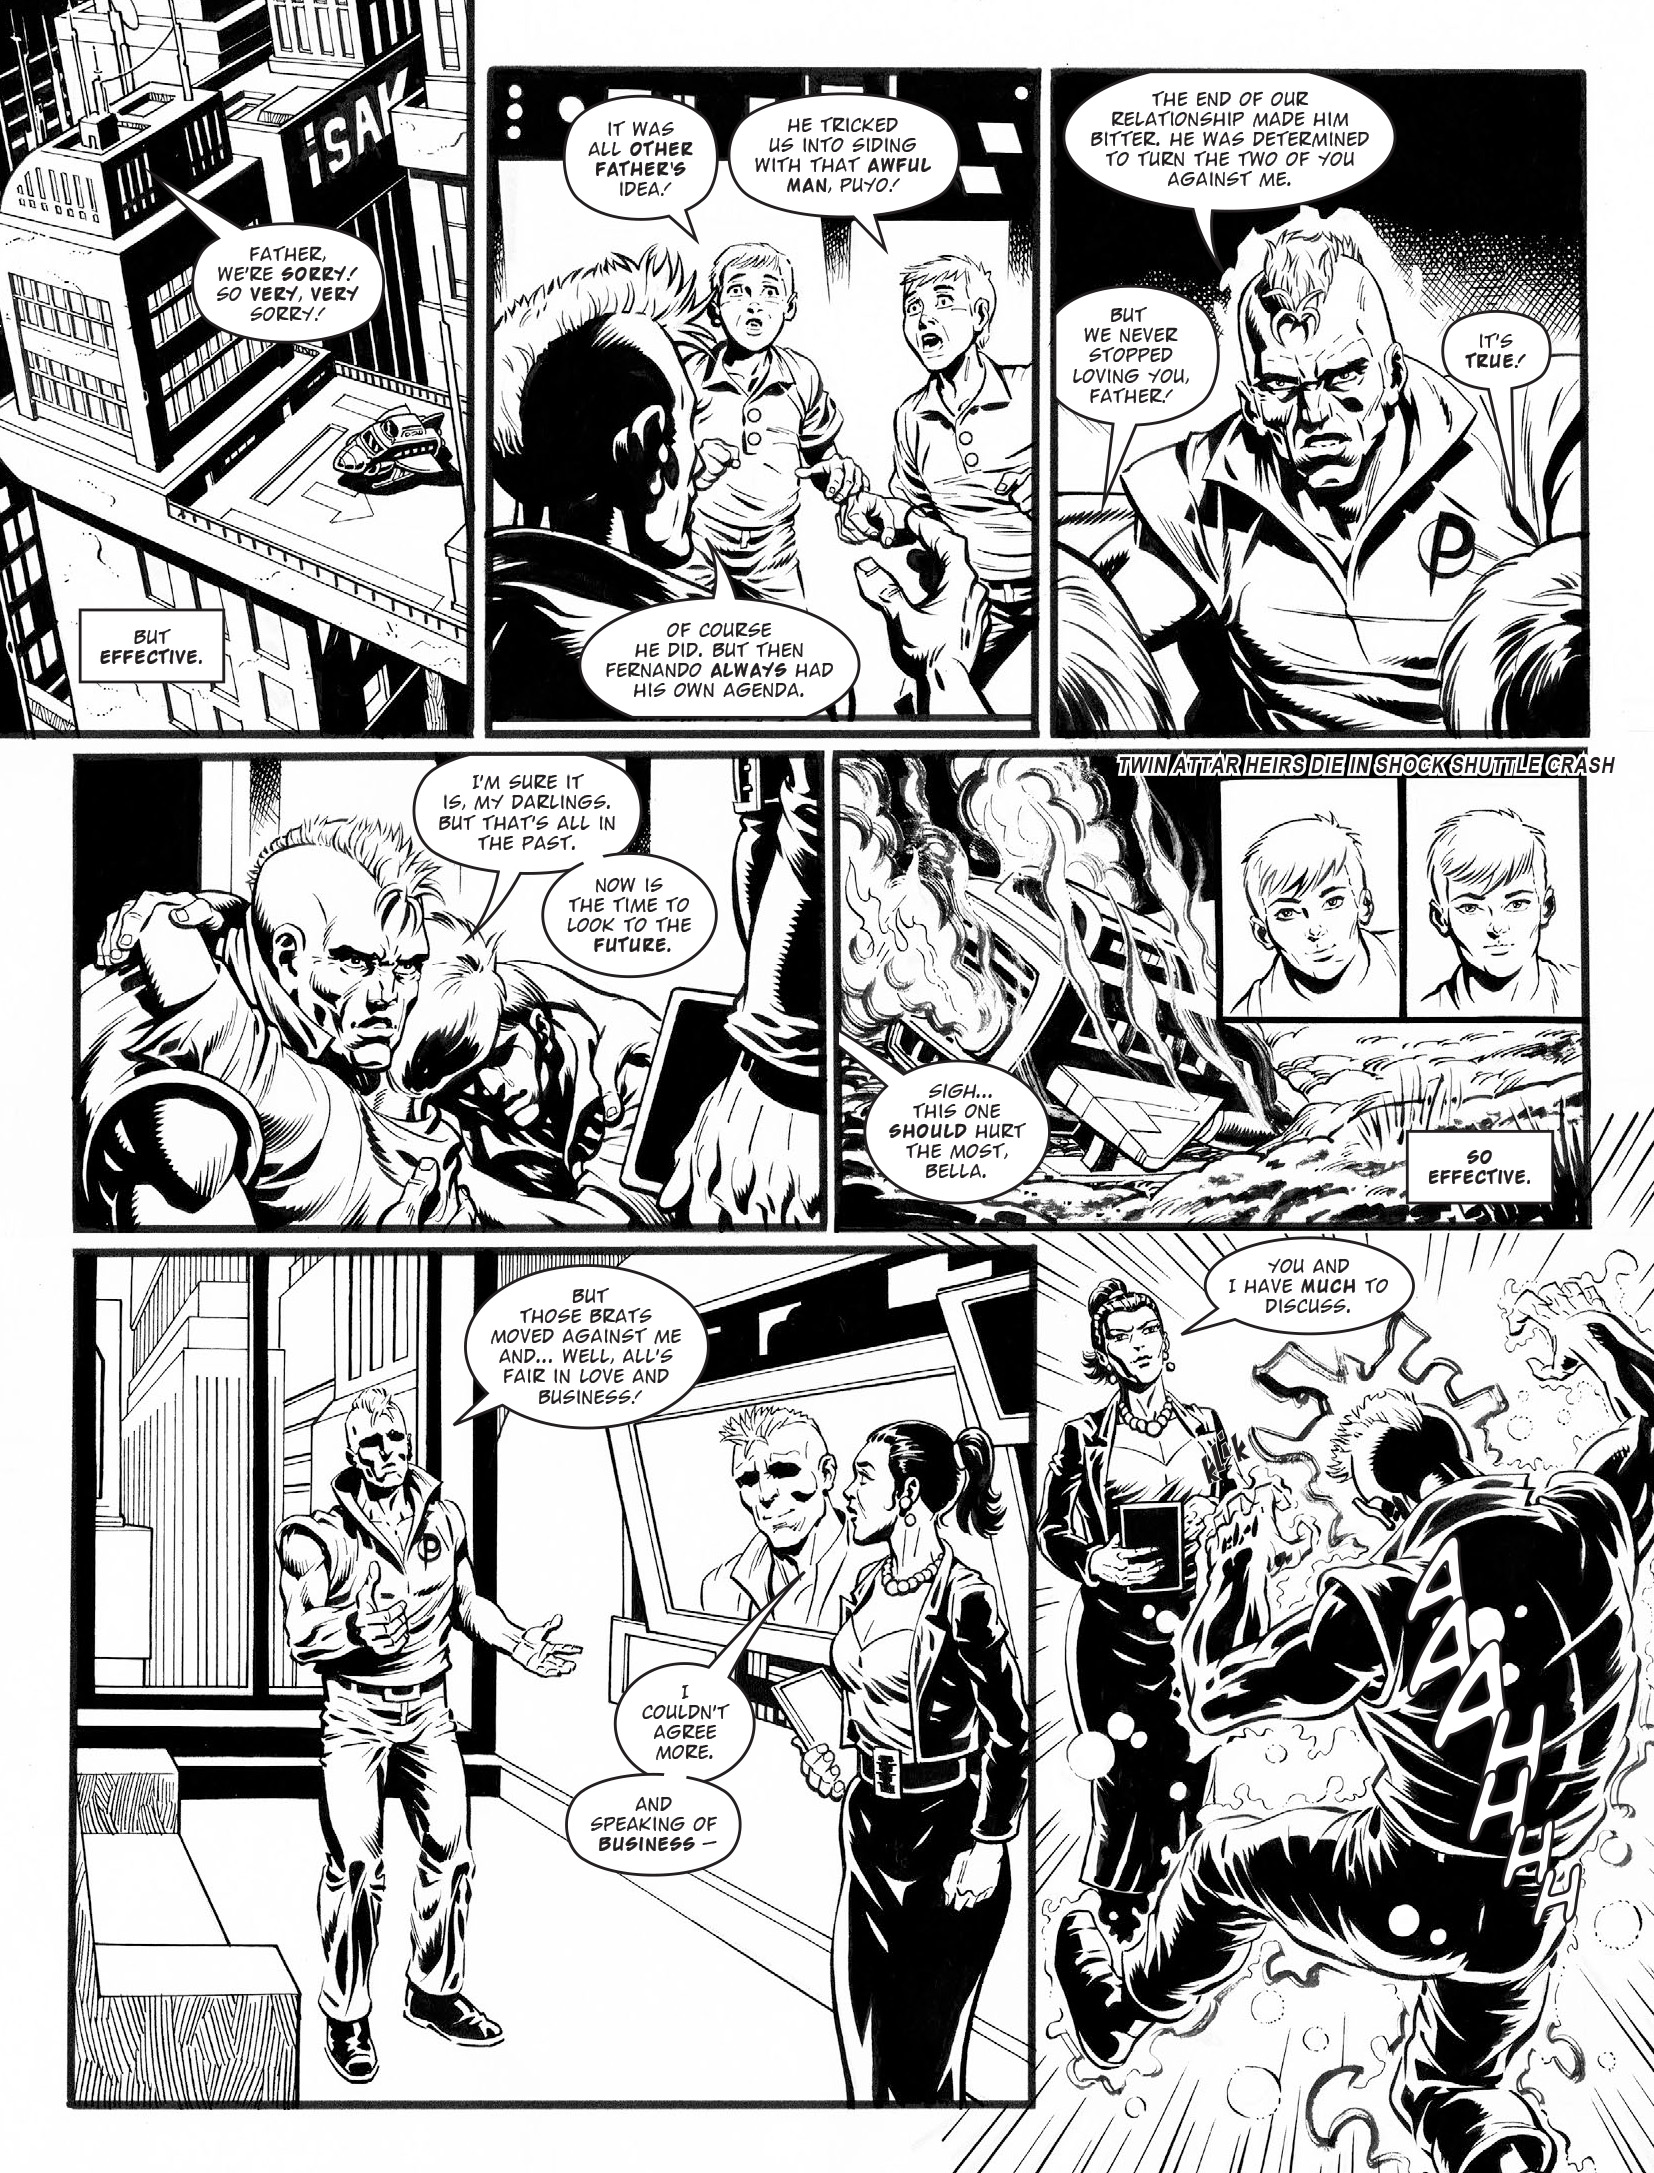 iSAK
FATHER,
WE'RE SORRY!
SO VERY, VERY
SORRY!
BUT
EFFECTIVE.
IT WAS
ALL OTHER
FATHER'S
IDEA!
HE TRICKED
US INTO SIDING
WITH THAT AWFUL
MAN, PUYO!
OF COURSE
HE DID. BUT THEN
FERNANDO ALWAYS HAD
HIS OWN AGENDA.
THE END OF OUR
RELATIONSHIP MADE HIM
BITTER. HE WAS DETERMINED
TO TURN THE TWO OF YOU
AGAINST ME.
BUT
WE NEVER
STOPPED
LOVING YOU,
FATHER!
IT'S
TRUE!
P
I'M SURE IT
IS, MY DARLINGS.
BUT THAT'S ALL IN
THE PAST.
NOW IS
THE TIME TO
LOOK TO THE
FUTURE.
TWIN ATTAR HEIRS DIE IN SHOCK SHUTTLE CRASH
SIGH...
THIS ONE
SHOULD HURT
THE MOST,
BELLA.
SO
EFFECTIVE.
BUT
THOSE BRATS
MOVED AGAINST ME
AND... WELL, ALL'S
FAIR IN LOVE AND
BUSINESS!
P
I
COULDN'T
AGREE
MORE.
AND
SPEAKING OF
BUSINESS –
YOU AND
I HAVE MUCH TO
DISCUSS.
KLIK
AAAAHHHHH